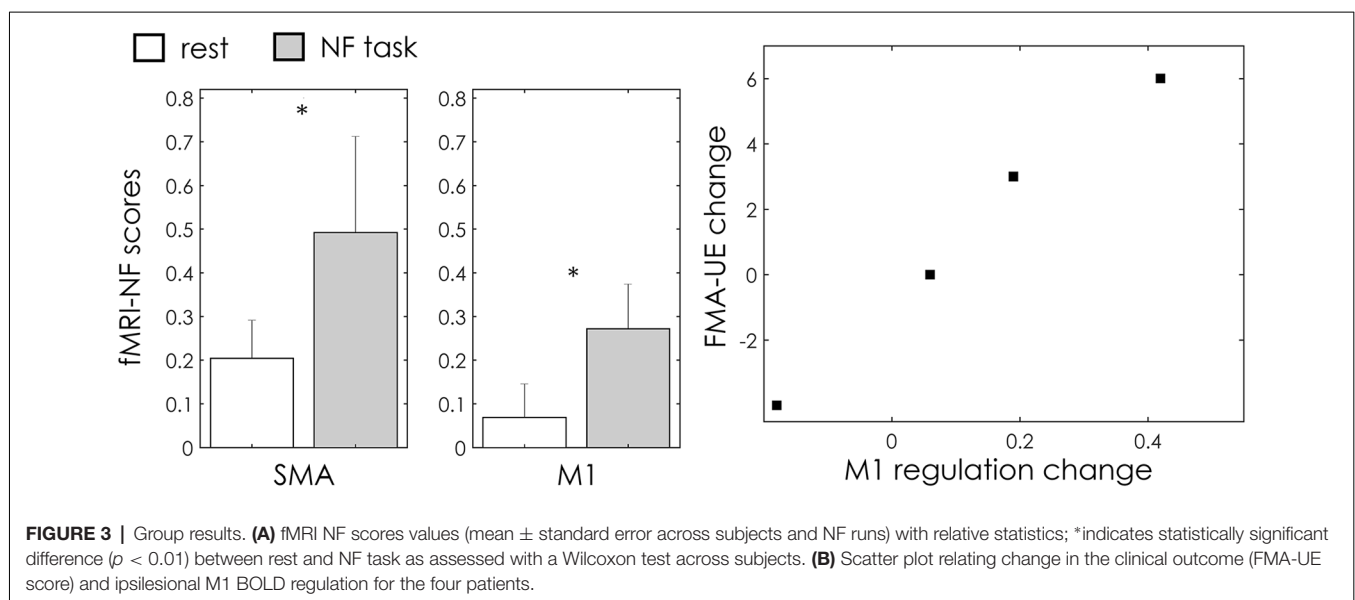 rest NF task
fMRI-NF scores
0.8
0.7
0.6
0.5
0.4
0.3
0.2
0.1
0
*
SMA
0.8
0.7
0.6
0.5
0.4
0.3
0.2
0.1
0
*
M1
FMA-UE change
6
4
2
0
-2
0 0.2 0.4
M1 regulation change
FIGURE 3 | Group results. (A) fMRI NF scores values (mean ± standard error across subjects and NF runs) with relative statistics; *indicates statistically significant
difference (p < 0.01) between rest and NF task as assessed with a Wilcoxon test across subjects. (B) Scatter plot relating change in the clinical outcome (FMA-UE
score) and ipsilesional M1 BOLD regulation for the four patients.